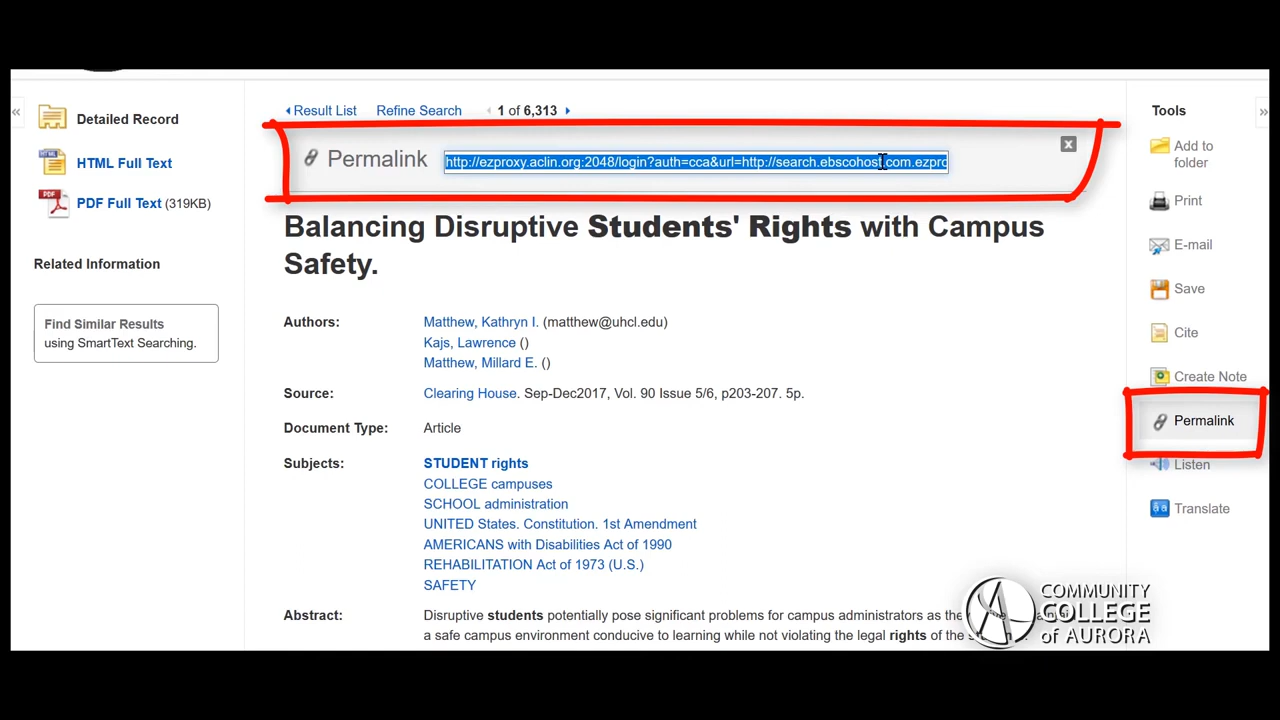 Detailed Record
HTML Full Text
PDF Full Text (319KB)
Related Information
Find Similar Results
using SmartText Searching.
Result List Refine Search 1 of 6,313
Permalink http://ezproxy.aclin.org:2048/login?auth=cca&url=http://search.ebscohost.com.ezpro
Balancing Disruptive Students' Rights with Campus
Safety.
Authors: Matthew, Kathryn I. (matthew@uhcl.edu)
Kajs, Lawrence ()
Matthew, Millard E. ()
Source: Clearing House. Sep-Dec2017, Vol. 90 Issue 5/6, p203-207. 5p.
Document Type: Article
Subjects: STUDENT rights
COLLEGE campuses
SCHOOL administration
UNITED States. Constitution. 1st Amendment
AMERICANS with Disabilities Act of 1990
REHABILITATION Act of 1973 (U.S.)
SAFETY
Abstract: Disruptive students potentially pose significant problems for campus administrators as
a safe campus environment conducive to learning while not violating the legal rights of the
Tools
Add to
folder
Print
E-mail
Save
Cite
Create Note
Permalink
Listen
Translate
COMMUNITY
COLLEGE
of AURORA